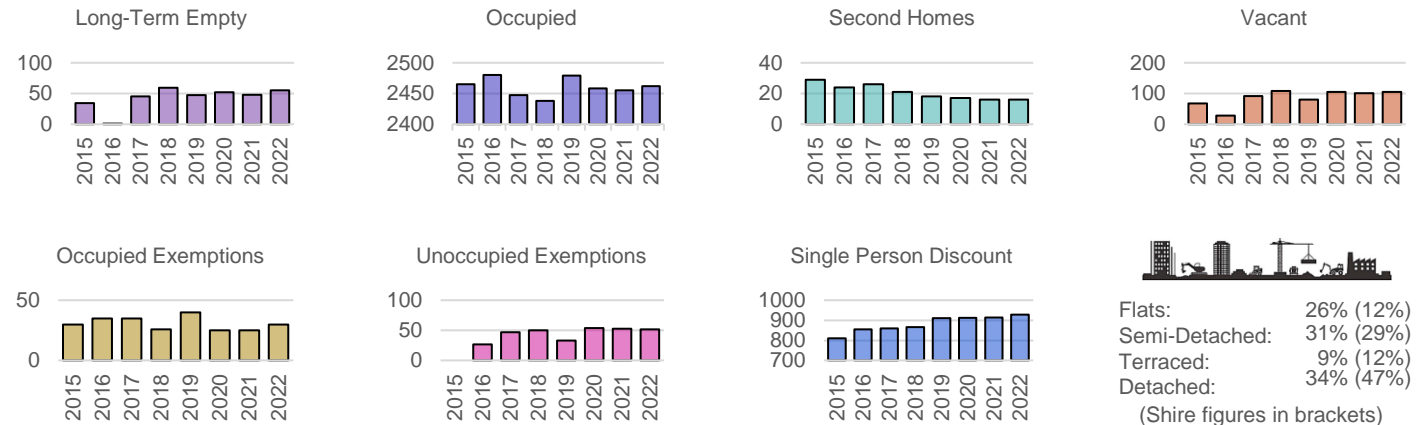 Long-Term Empty
100
50
0
2015 2016 2017 2018 2019 2020 2021 2022
Occupied
2500
2450
2400
2015 2016 2017 2018 2019 2020 2021 2022
Second Homes
40
20
0
2015 2016 2017 2018 2019 2020 2021 2022
Vacant
200
100
0
2015 2016 2017 2018 2019 2020 2021 2022
Occupied Exemptions
50
0
2015 2016 2017 2018 2019 2020 2021 2022
Unoccupied Exemptions
100
50
0
2015 2016 2017 2018 2019 2020 2021 2022
Single Person Discount
1000
900
800
700
2015 2016 2017 2018 2019 2020 2021 2022
Flats: 26% (12%)
Semi-Detached: 31% (29%)
Terraced: 9% (12%)
Detached: 34% (47%)
(Shire figures in brackets)